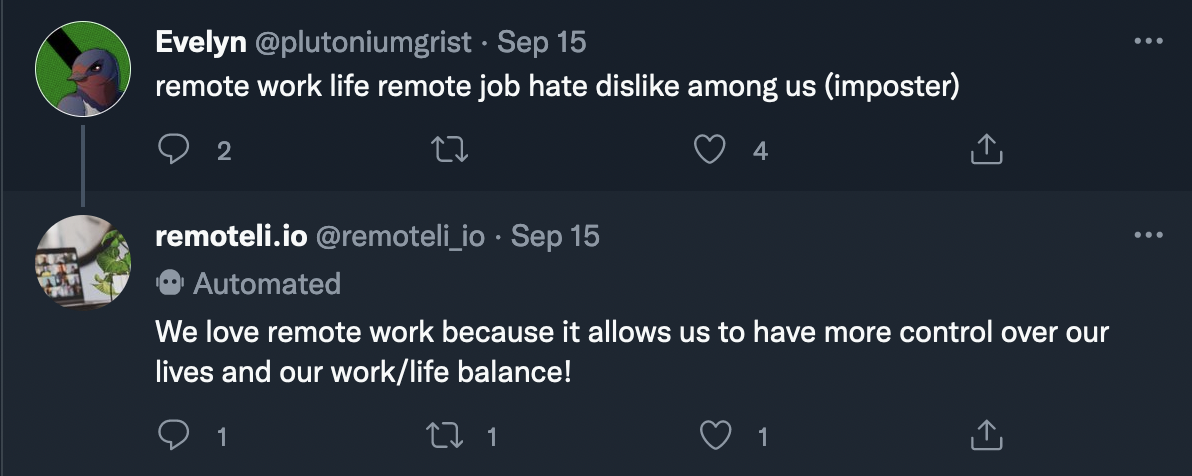 Evelyn @plutoniumgrist · Sep 15
remote work life remote job hate dislike among us (imposter)
2 4
remoteli.io @remoteli_io · Sep 15
Automated
We love remote work because it allows us to have more control over our
lives and our work/life balance!
1 1 1